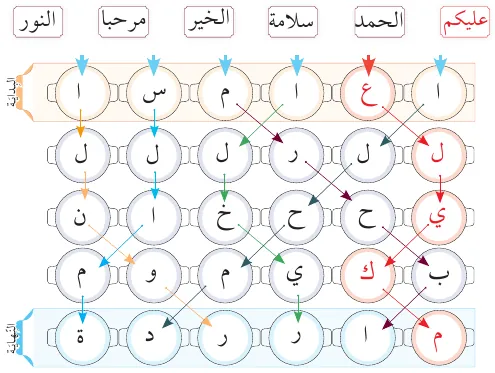 عليكم الحمد سلامة الخير مرحبا النور
البداية
ا ع ا م س ا
ل ل ر ل ل ل
ي ح ح خ ا ن
ب ك م ي و م
النهاية
م ا ر ر د ة